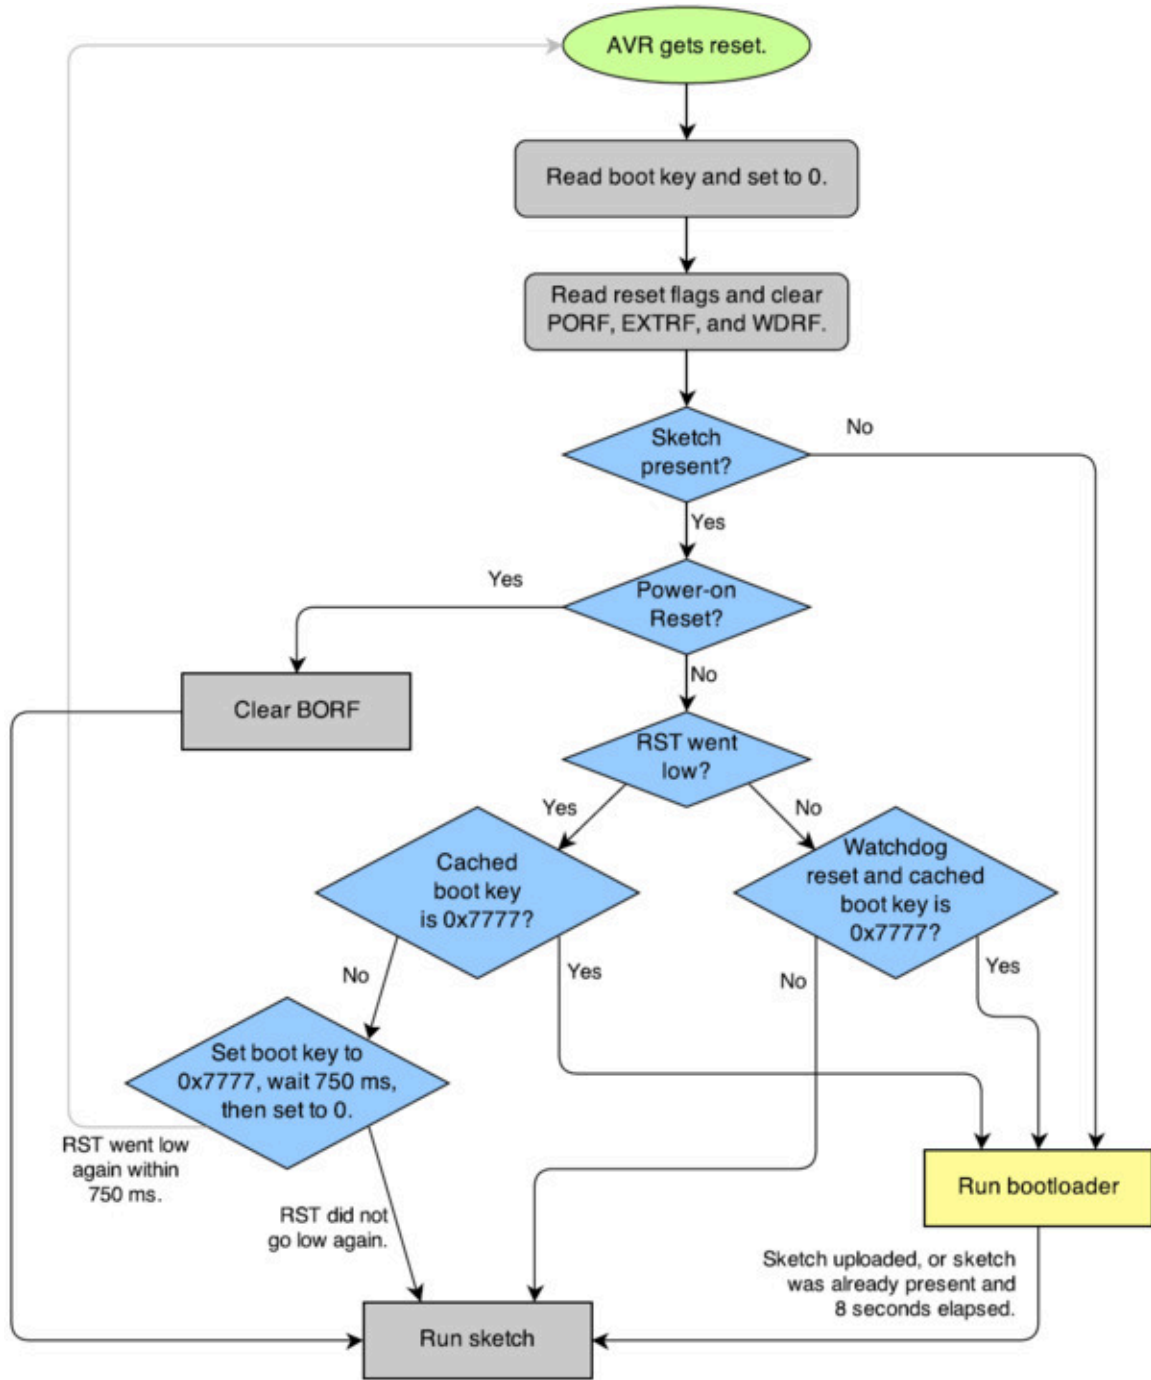 AVR gets reset.
Read boot key and set to 0.
Read reset flags and clear
PORF, EXTRF, and WDRF.
Sketch
present?
No
Yes
Power-on
Reset?
Yes
No
Clear BORF
RST went
low?
Yes
No
Cached
boot key
is 0x7777?
Watchdog
reset and cached
boot key is
0x7777?
No
Yes
No
Yes
Set boot key to
0x7777, wait 750 ms,
then set to 0.
RST went low
again within
750 ms.
RST did not
go low again.
Run bootloader
Sketch uploaded, or sketch
was already present and
8 seconds elapsed.
Run sketch